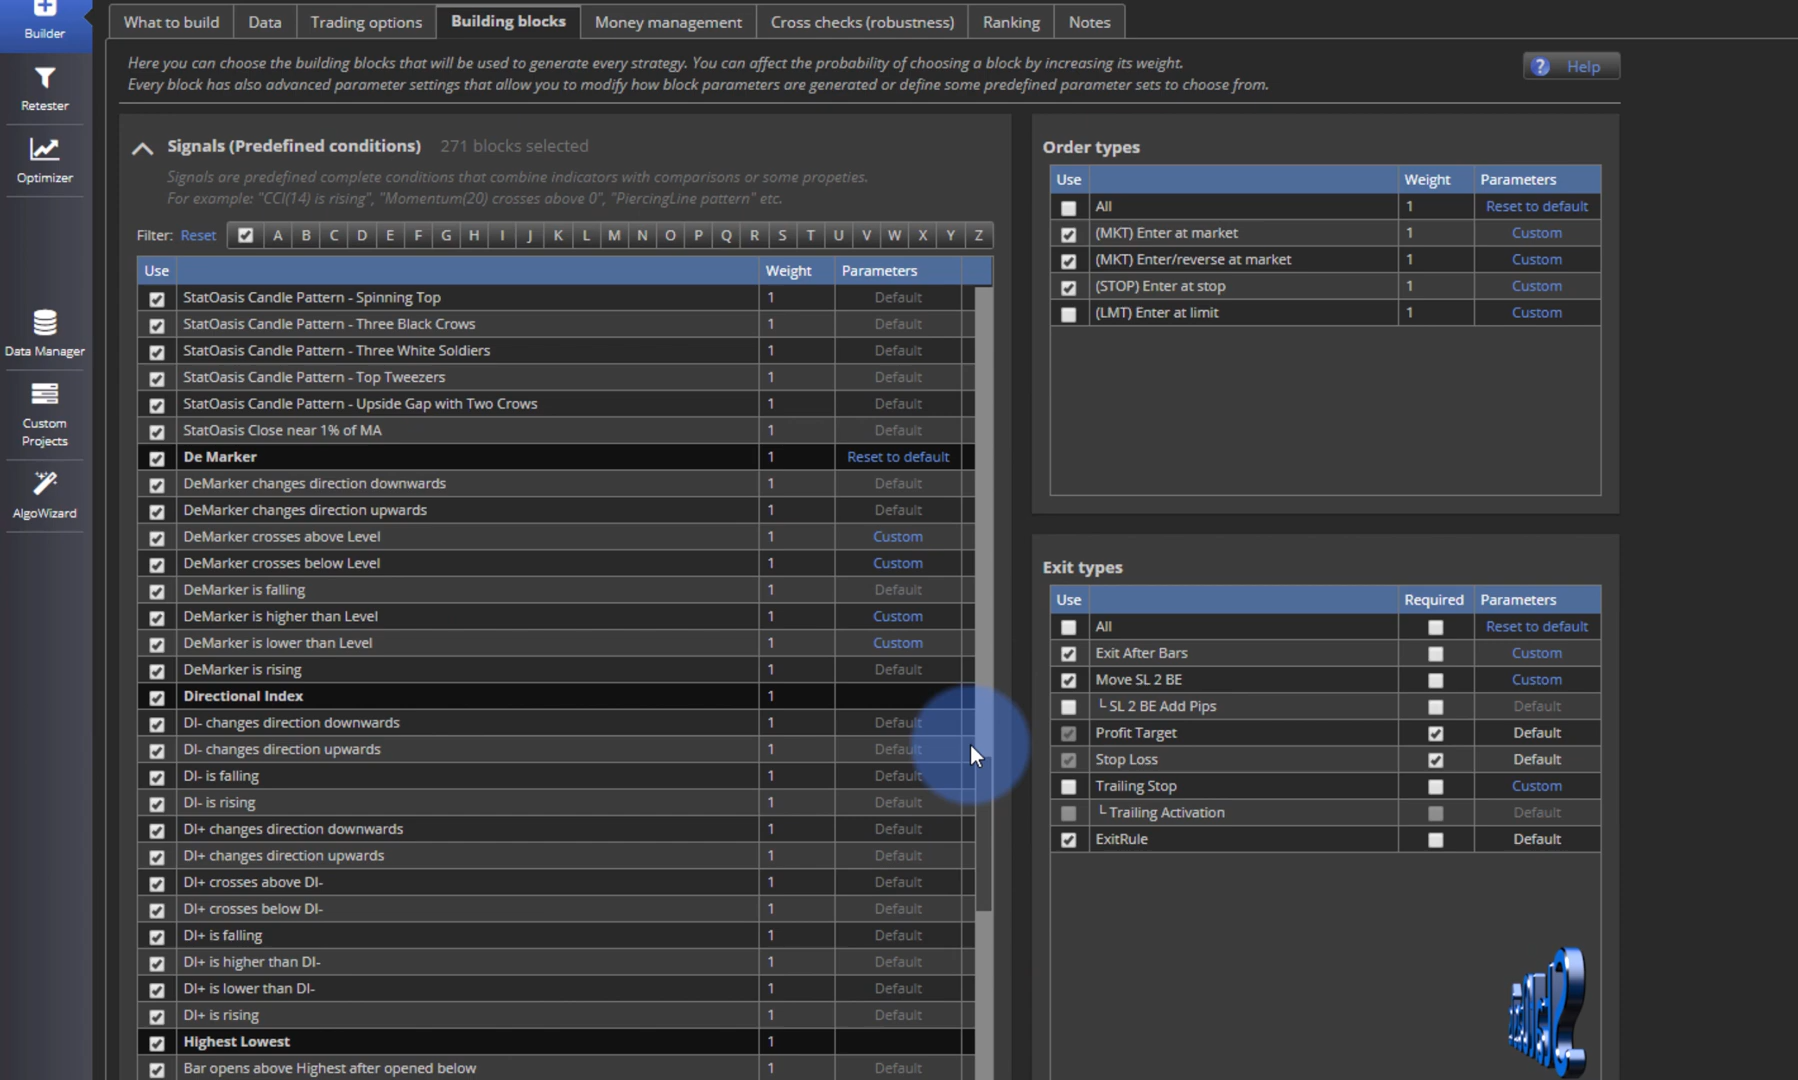 Builder
Retester
Optimizer
Data Manager
Custom
Projects
AlgoWizard
What to build
Data
Trading options
Building blocks
Money management
Cross checks (robustness)
Ranking
Notes
Here you can choose the building blocks that will be used to generate every strategy. You can affect the probability of choosing a block by increasing its weight.
Every block has also advanced parameter settings that allow you to modify how block parameters are generated or define some predefined parameter sets to choose from.
? Help
Signals (Predefined conditions) 271 blocks selected
Signals are predefined complete conditions that combine indicators with comparisons or some propeties.
For example: "CCI(14) is rising", "Momentum(20) crosses above 0", "PiercingLine pattern" etc.
Filter: Reset A B C D E F G H I J K L M N O P Q R S T U V W X Y Z
Use Weight Parameters
StatOasis Candle Pattern - Spinning Top 1 Default
StatOasis Candle Pattern - Three Black Crows 1 Default
StatOasis Candle Pattern - Three White Soldiers 1 Default
StatOasis Candle Pattern - Top Tweezers 1 Default
StatOasis Candle Pattern - Upside Gap with Two Crows 1 Default
StatOasis Close near 1% of MA 1 Default
De Marker 1 Reset to default
DeMarker changes direction downwards 1 Default
DeMarker changes direction upwards 1 Default
DeMarker crosses above Level 1 Custom
DeMarker crosses below Level 1 Custom
DeMarker is falling 1 Default
DeMarker is higher than Level 1 Custom
DeMarker is lower than Level 1 Custom
DeMarker is rising 1 Default
Directional Index 1
DI- changes direction downwards 1 Default
DI- changes direction upwards 1 Default
DI- is falling 1 Default
DI- is rising 1 Default
DI+ changes direction downwards 1 Default
DI+ changes direction upwards 1 Default
DI+ crosses above DI- 1 Default
DI+ crosses below DI- 1 Default
DI+ is falling 1 Default
DI+ is higher than DI- 1 Default
DI+ is lower than DI- 1 Default
DI+ is rising 1 Default
Highest Lowest 1
Bar opens above Highest after opened below 1 Default
Order types
Use Weight Parameters
All 1 Reset to default
(MKT) Enter at market 1 Custom
(MKT) Enter/reverse at market 1 Custom
(STOP) Enter at stop 1 Custom
(LMT) Enter at limit 1 Custom
Exit types
Use Required Parameters
All Reset to default
Exit After Bars Custom
Move SL 2 BE Custom
└ SL 2 BE Add Pips Default
Profit Target Default
Stop Loss Default
Trailing Stop Custom
└ Trailing Activation Default
ExitRule Default